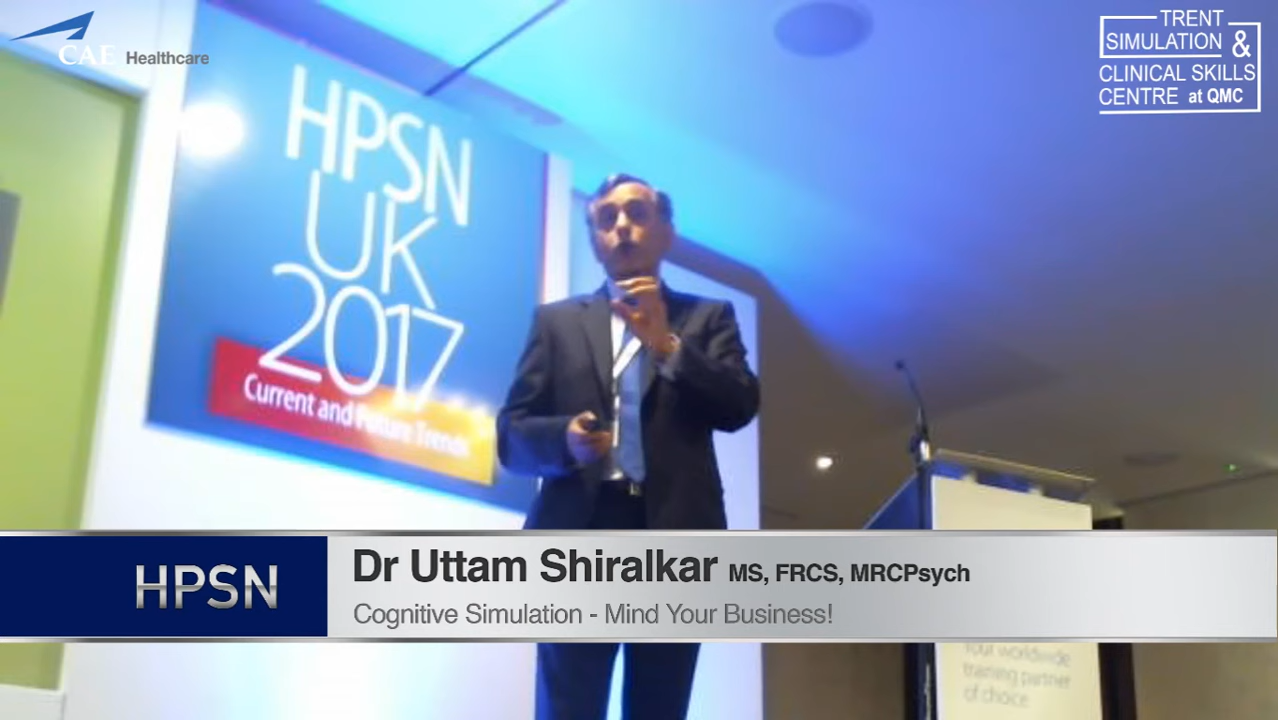 CAE Healthcare
TRENT
SIMULATION &
CLINICAL SKILLS
CENTRE at QMC
HPSN
UK
2017
Current and Future Trends
HPSN
Dr Uttam Shiralkar MS, FRCS, MRCPsych
Cognitive Simulation - Mind Your Business!
Your worldwide
training partner
of choice